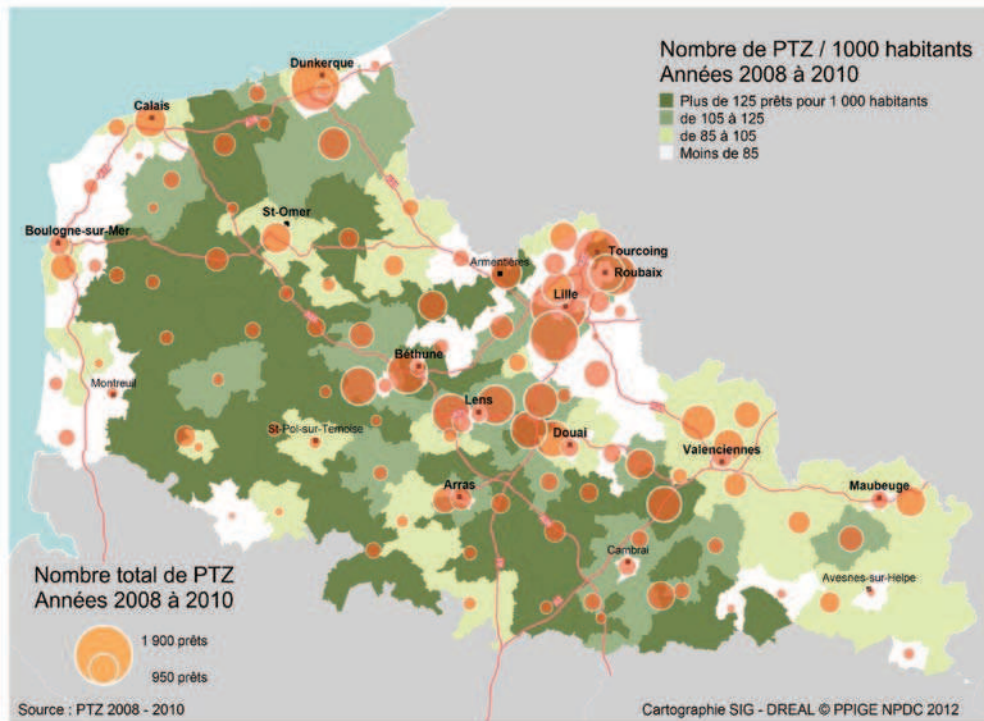 Nombre de PTZ / 1000 habitants
Années 2008 à 2010
Plus de 125 prêts pour 1 000 habitants
de 105 à 125
de 85 à 105
Moins de 85
Dunkerque
Calais
St-Omer
Boulogne-sur-Mer
Tourcoing
Armentières
Roubaix
Lille
Béthune
Montreuil
Lens
St-Pol-sur-Ternoise
Douai
Valenciennes
Arras
Maubeuge
Cambrai
Avesnes-sur-Helpe
Nombre total de PTZ
Années 2008 à 2010
1 900 prêts
950 prêts
Source : PTZ 2008 - 2010
Cartographie SIG - DREAL © PPIGE NPDC 2012